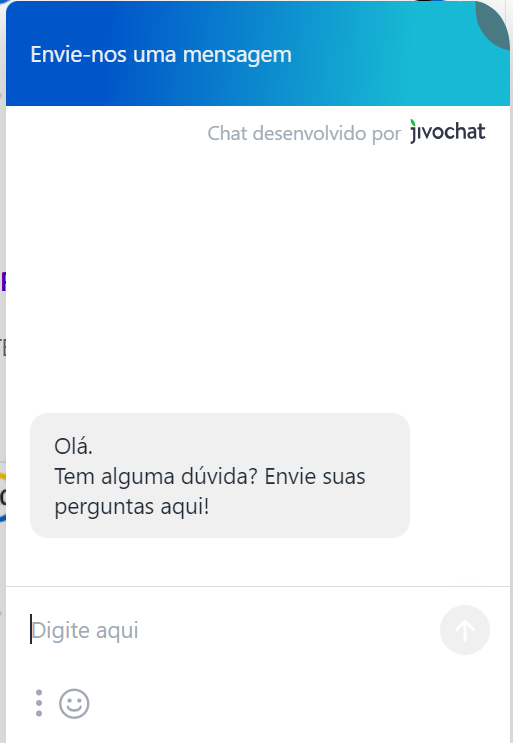 Envie-nos uma mensagem
Chat desenvolvido por jivochat
Olá.
Tem alguma dúvida? Envie suas
perguntas aqui!
Digite aqui